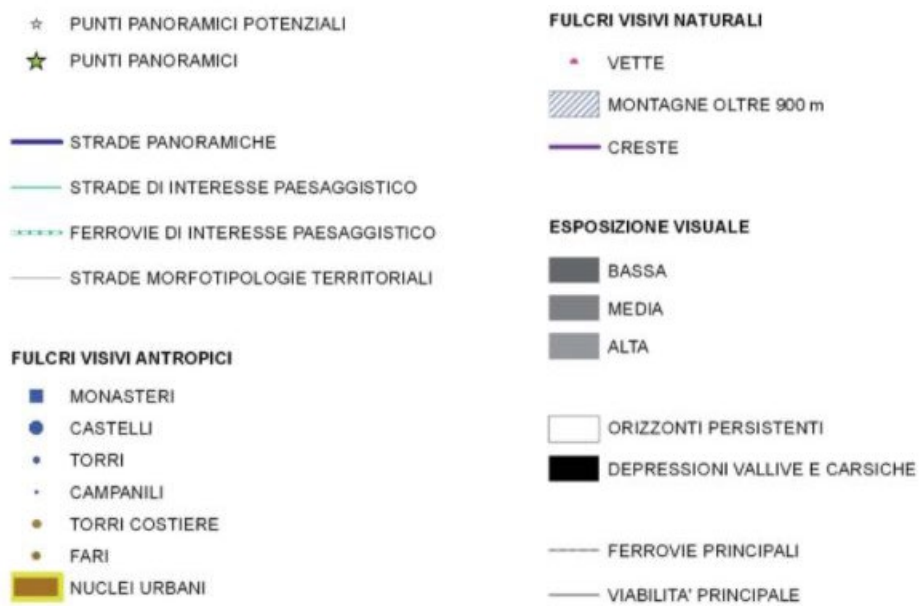 PUNTI PANORAMICI POTENZIALI
PUNTI PANORAMICI
STRADE PANORAMICHE
STRADE DI INTERESSE PAESAGGISTICO
FERROVIE DI INTERESSE PAESAGGISTICO
STRADE MORFOTIPOLOGIE TERRITORIALI
FULCRI VISIVI ANTROPICI
MONASTERI
CASTELLI
TORRI
CAMPANILI
TORRI COSTIERE
FARI
NUCLEI URBANI
FULCRI VISIVI NATURALI
VETTE
MONTAGNE OLTRE 900 m
CRESTE
ESPOSIZIONE VISUALE
BASSA
MEDIA
ALTA
ORIZZONTI PERSISTENTI
DEPRESSIONI VALLIVE E CARSICHE
FERROVIE PRINCIPALI
VIABILITA' PRINCIPALE